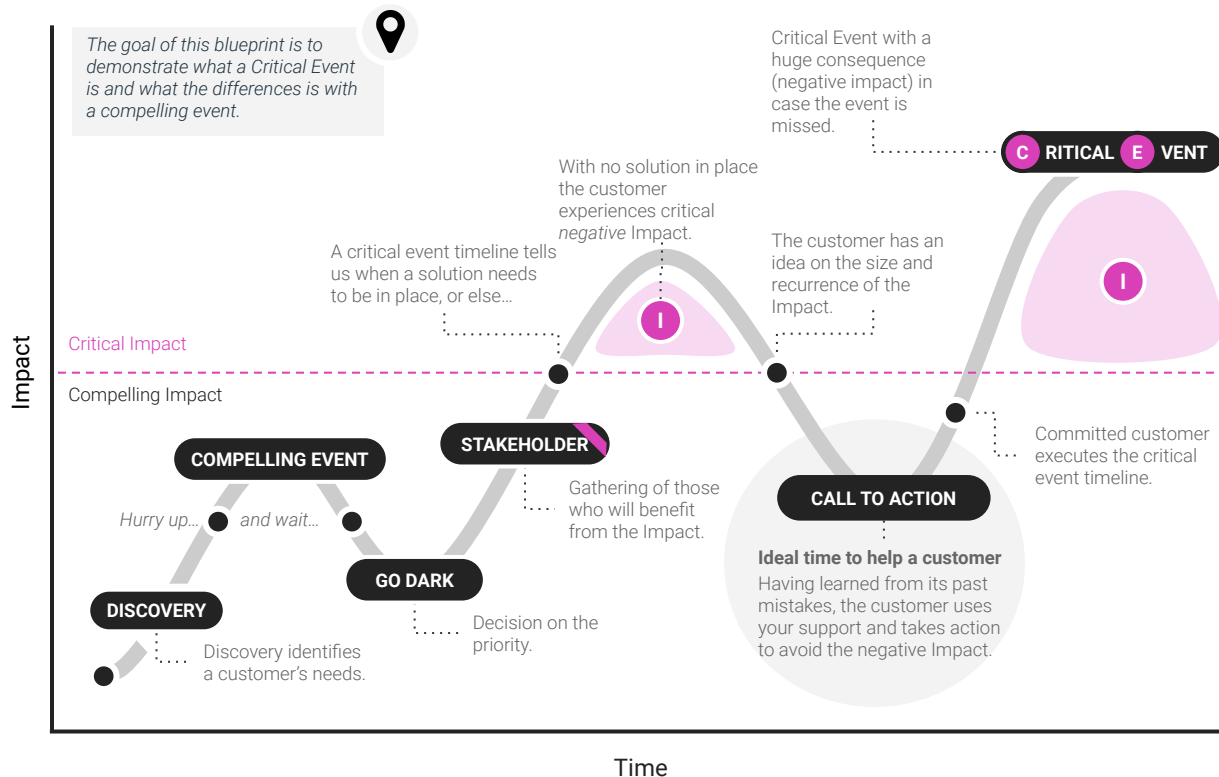 The goal of this blueprint is to
demonstrate what a Critical Event
is and what the differences is with
a compelling event.
Critical Event with a
huge consequence
(negative impact) in
case the event is
missed.
C RITICAL E VENT
With no solution in place
the customer
experiences critical
negative Impact.
A critical event timeline tells
us when a solution needs
to be in place, or else…
The customer has an
idea on the size and
recurrence of the
Impact.
I
I
Impact
Critical Impact
Compelling Impact
COMPELLING EVENT
STAKEHOLDER
Hurry up…
and wait…
Gathering of those
who will benefit
from the Impact.
CALL TO ACTION
Committed customer
executes the critical
event timeline.
GO DARK
DISCOVERY
Decision on the
priority.
Discovery identifies
a customer’s needs.
Ideal time to help a customer
Having learned from its past
mistakes, the customer uses
your support and takes action
to avoid the negative Impact.
Time